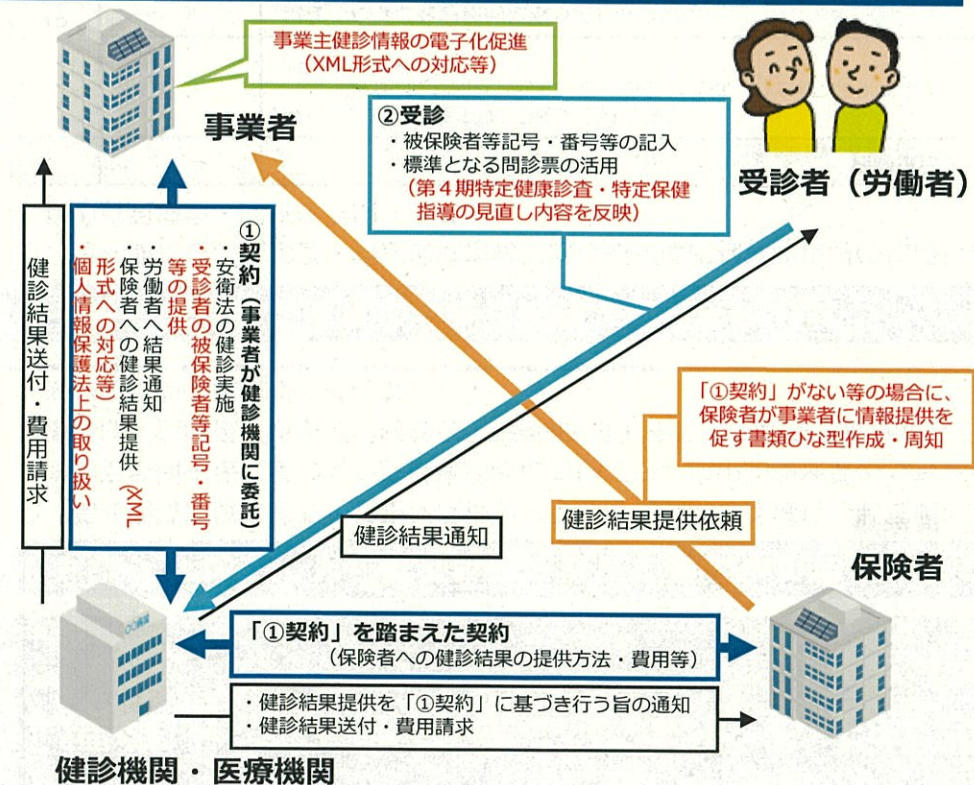 事業主健診情報の電子化促進
（XML形式への対応等）
事業者
②受診
・被保険者等記号・番号等の記入
・標準となる問診票の活用
（第４期特定健康診査・特定保健
指導の見直し内容を反映）
受診者（労働者）
①契約（事業者が健診機関に委託）
・安衛法の健診実施
・受診者の被保険者等記号・番号
等の提供
・労働者へ結果通知
・保険者への健診結果提供（XML
形式への対応等）
・個人情報保護法上の取り扱い
健診結果送付・費用請求
「①契約」がない等の場合に、
保険者が事業者に情報提供を
促す書類ひな型作成・周知
健診結果提供依頼
健診結果通知
保険者
「①契約」を踏まえた契約
（保険者への健診結果の提供方法・費用等）
・健診結果提供を「①契約」に基づき行う旨の通知
・健診結果送付・費用請求
健診機関・医療機関